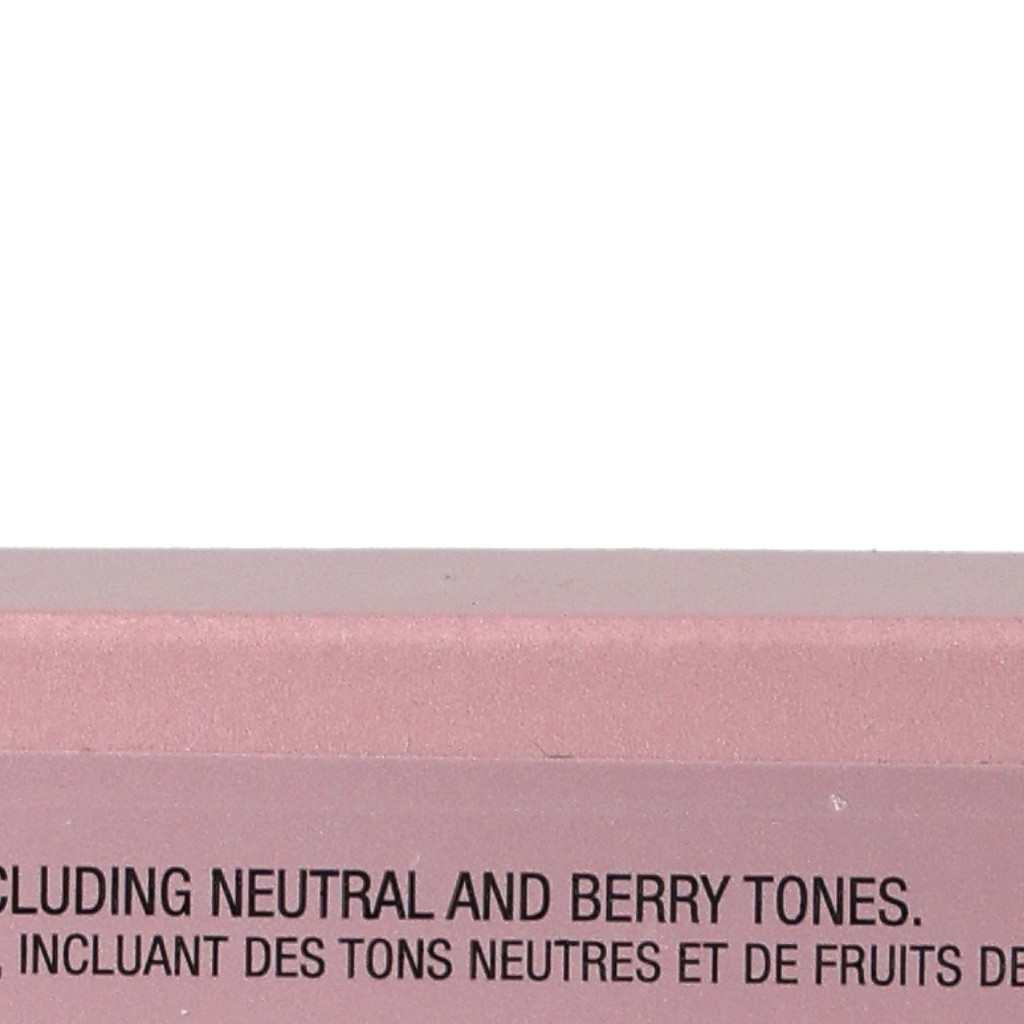 CLUDING NEUTRAL AND BERRY TONES.
, INCLUANT DES TONS NEUTRES ET DE FRUITS DE